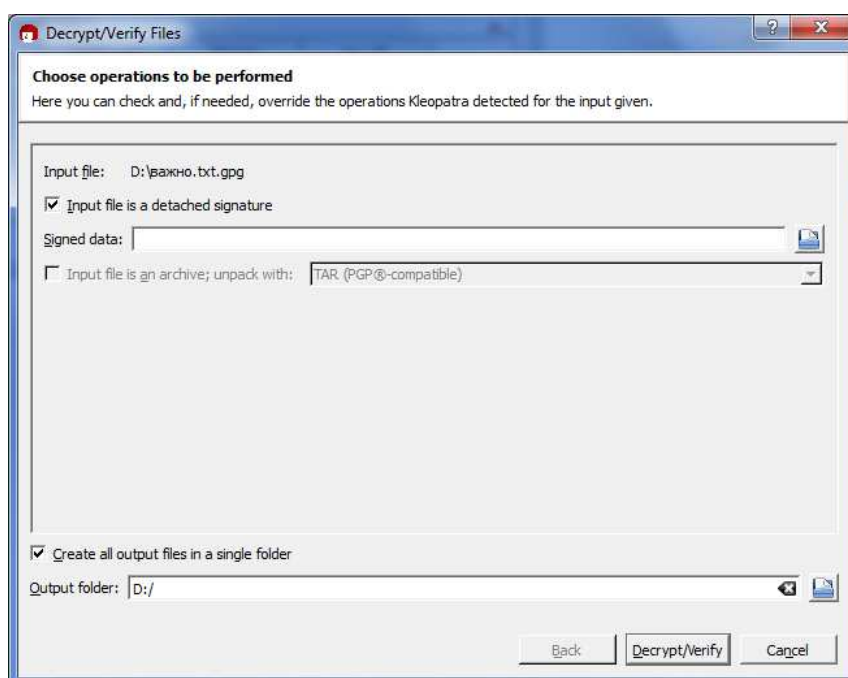 Decrypt/Verify Files
Choose operations to be performed
Here you can check and, if needed, override the operations Kleopatra detected for the input given.
Input file: D:\важно.txt.gpg
Input file is a detached signature
Signed data:
Input file is an archive; unpack with: TAR (PGP®-compatible)
Create all output files in a single folder
Output folder: D:/
Back Decrypt/Verify Cancel